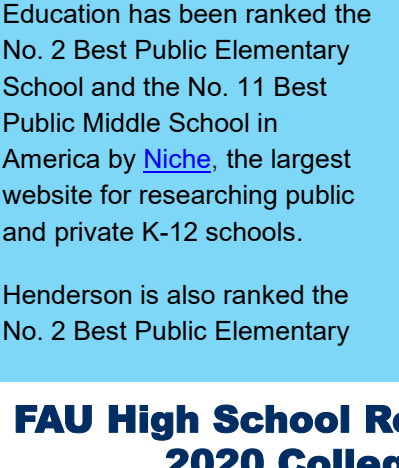 Education has been ranked the
No. 2 Best Public Elementary
School and the No. 11 Best
Public Middle School in
America by Niche, the largest
website for researching public
and private K-12 schools.
Henderson is also ranked the
No. 2 Best Public Elementary
FAU High School
2020